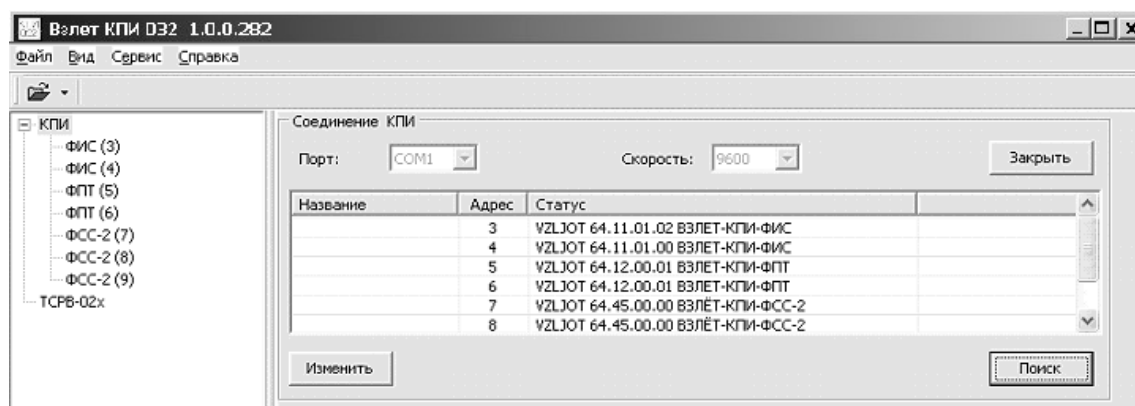 Взлет КПИ D32 1.0.0.282
Файл Вид Сервис Справка
КПИ
ФИС (3)
ФИС (4)
ФПТ (5)
ФПТ (6)
ФСС-2 (7)
ФСС-2 (8)
ФСС-2 (9)
ТСРВ-02x
Соединение КПИ
Порт: COM1 Скорость: 9600 Закрыть
Название Адрес Статус
3 VZLJOT 64.11.01.02 ВЗЛЕТ-КПИ-ФИС
4 VZLJOT 64.11.01.00 ВЗЛЕТ-КПИ-ФИС
5 VZLJOT 64.12.00.01 ВЗЛЕТ-КПИ-ФПТ
6 VZLJOT 64.12.00.01 ВЗЛЕТ-КПИ-ФПТ
7 VZLJOT 64.45.00.00 ВЗЛЁТ-КПИ-ФСС-2
8 VZLJOT 64.45.00.00 ВЗЛЁТ-КПИ-ФСС-2
Изменить Поиск